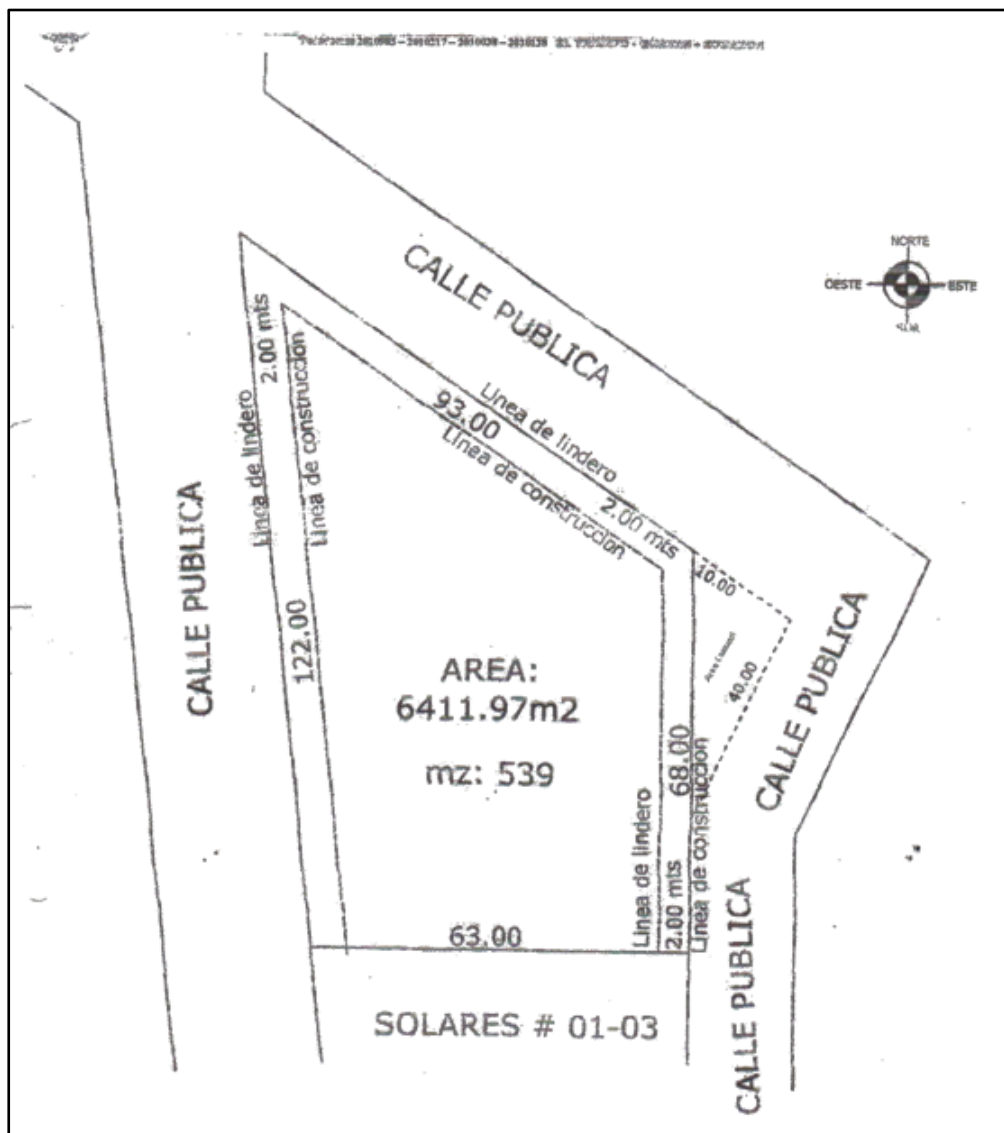 NORTE
OESTE
ESTE
SUR
CALLE PUBLICA
Linea de lindero
93.00
Linea de construccion
2.00 mts
10.00
2.00 mts
Linea de lindero
Linea de construccion
122.00
CALLE PUBLICA
AREA:
6411.97m2
mz: 539
40.00
CALLE PUBLICA
68.00
Linea de lindero
2.00 mts
Linea de construccion
63.00
CALLE PUBLICA
SOLARES # 01-03